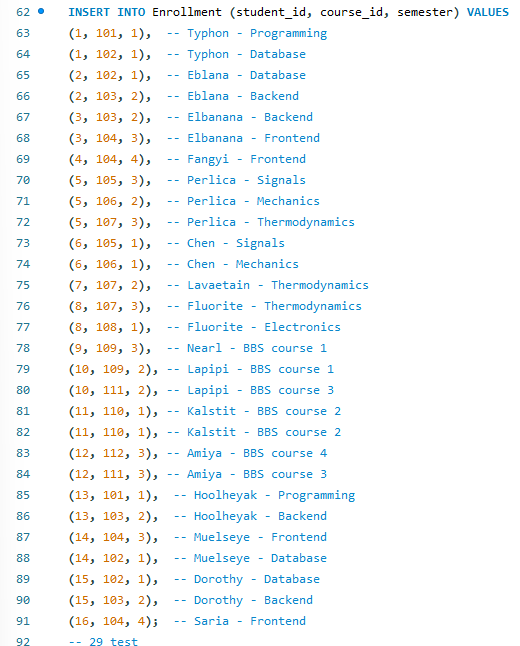 62 INSERT INTO Enrollment (student_id, course_id, semester) VALUES
63 (1, 101, 1), -- Typhon - Programming
64 (1, 102, 1), -- Typhon - Database
65 (2, 102, 1), -- Eblana - Database
66 (2, 103, 2), -- Eblana - Backend
67 (3, 103, 2), -- Elbanana - Backend
68 (3, 104, 3), -- Elbanana - Frontend
69 (4, 104, 4), -- Fangyi - Frontend
70 (5, 105, 3), -- Perlica - Signals
71 (5, 106, 2), -- Perlica - Mechanics
72 (5, 107, 3), -- Perlica - Thermodynamics
73 (6, 105, 1), -- Chen - Signals
74 (6, 106, 1), -- Chen - Mechanics
75 (7, 107, 2), -- Lavaetain - Thermodynamics
76 (8, 107, 3), -- Fluorite - Thermodynamics
77 (8, 108, 1), -- Fluorite - Electronics
78 (9, 109, 3), -- Nearl - BBS course 1
79 (10, 109, 2), -- Lapipi - BBS course 1
80 (10, 111, 2), -- Lapipi - BBS course 3
81 (11, 110, 1), -- Kalstit - BBS course 2
82 (11, 110, 1), -- Kalstit - BBS course 2
83 (12, 112, 3), -- Amiya - BBS course 4
84 (12, 111, 3), -- Amiya - BBS course 3
85 (13, 101, 1), -- Hoolheyak - Programming
86 (13, 103, 2), -- Hoolheyak - Backend
87 (14, 104, 3), -- Muelseye - Frontend
88 (14, 102, 1), -- Muelseye - Database
89 (15, 102, 1), -- Dorothy - Database
90 (15, 103, 2), -- Dorothy - Backend
91 (16, 104, 4); -- Saria - Frontend
92 -- 29 test